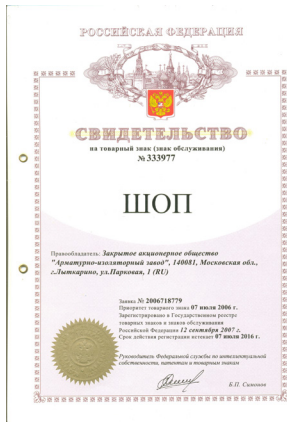 РОССИЙСКАЯ ФЕДЕРАЦИЯ
СВИДЕТЕЛЬСТВО
на товарный знак (знак обслуживания)
№ 333977
ШОП
Правообладатель: Закрытое акционерное общество
"Арматурно-изоляторный завод", 140081, Московская обл.,
г.Лыткарино, ул.Парковая, 1 (RU)
Заявка № 2006718779
Приоритет товарного знака 07 июля 2006 г.
Зарегистрировано в Государственном реестре
товарных знаков и знаков обслуживания
Российской Федерации 12 сентября 2007 г.
Срок действия регистрации истекает 07 июля 2016 г.
Руководитель Федеральной службы по интеллектуальной
собственности, патентам и товарным знакам
Б.П. Симонов